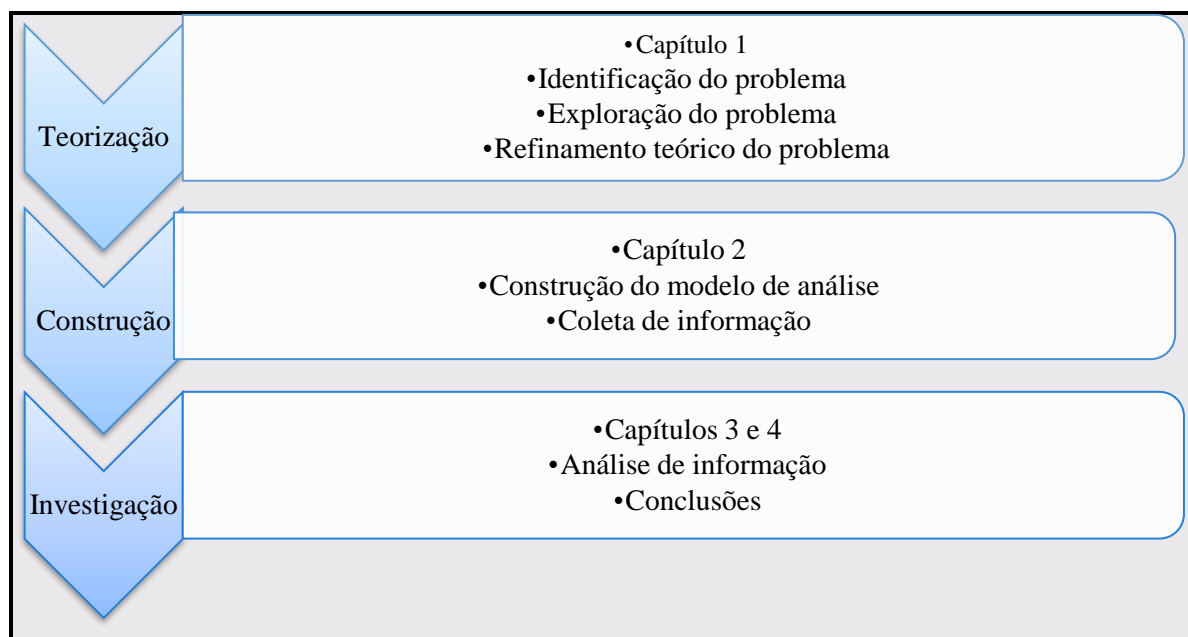 Teorização
•Capítulo 1
•Identificação do problema
•Exploração do problema
•Refinamento teórico do problema
Construção
•Capítulo 2
•Construção do modelo de análise
•Coleta de informação
Investigação
•Capítulos 3 e 4
•Análise de informação
•Conclusões